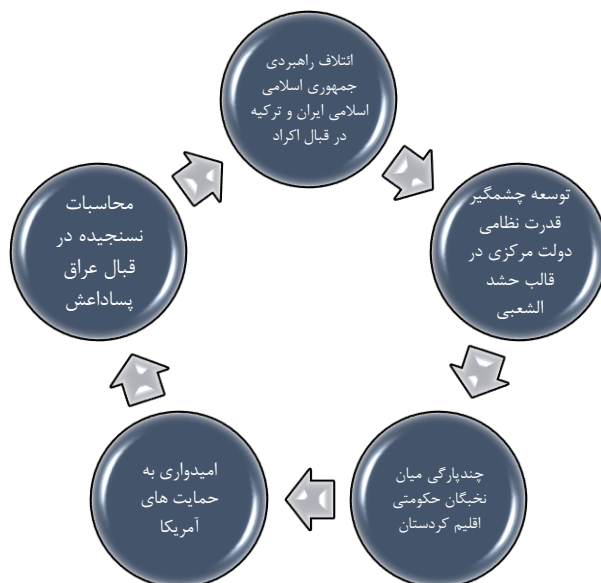 ائتلاف راهبردی
جمهوری اسلامی
اسلامی ایران و ترکیه
در قبال اکراد
توسعه چشمگیر
قدرت نظامی
دولت مرکزی در
قالب حشد
الشعبی
چندپارگی میان
نخبگان حکومتی
اقلیم کردستان
امیدواری به
حمایت های
آمریکا
محاسبات
نسنجیده در
قبال عراق
پساداعش